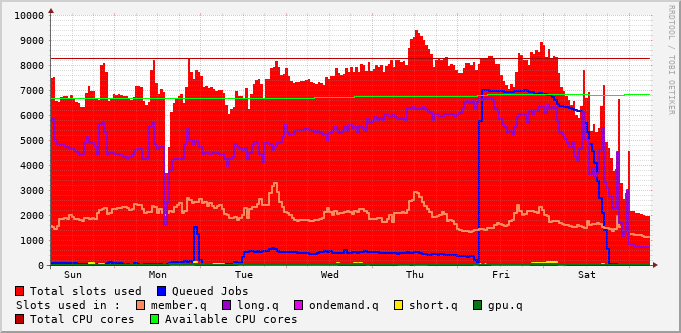 10000
9000
8000
7000
6000
5000
4000
3000
2000
1000
0
Sun Mon Tue Wed Thu Fri Sat
RRDTOOL / TOBI OETIKER
Total slots used Queued Jobs
Slots used in : member.q long.q ondemand.q short.q gpu.q
Total CPU cores Available CPU cores